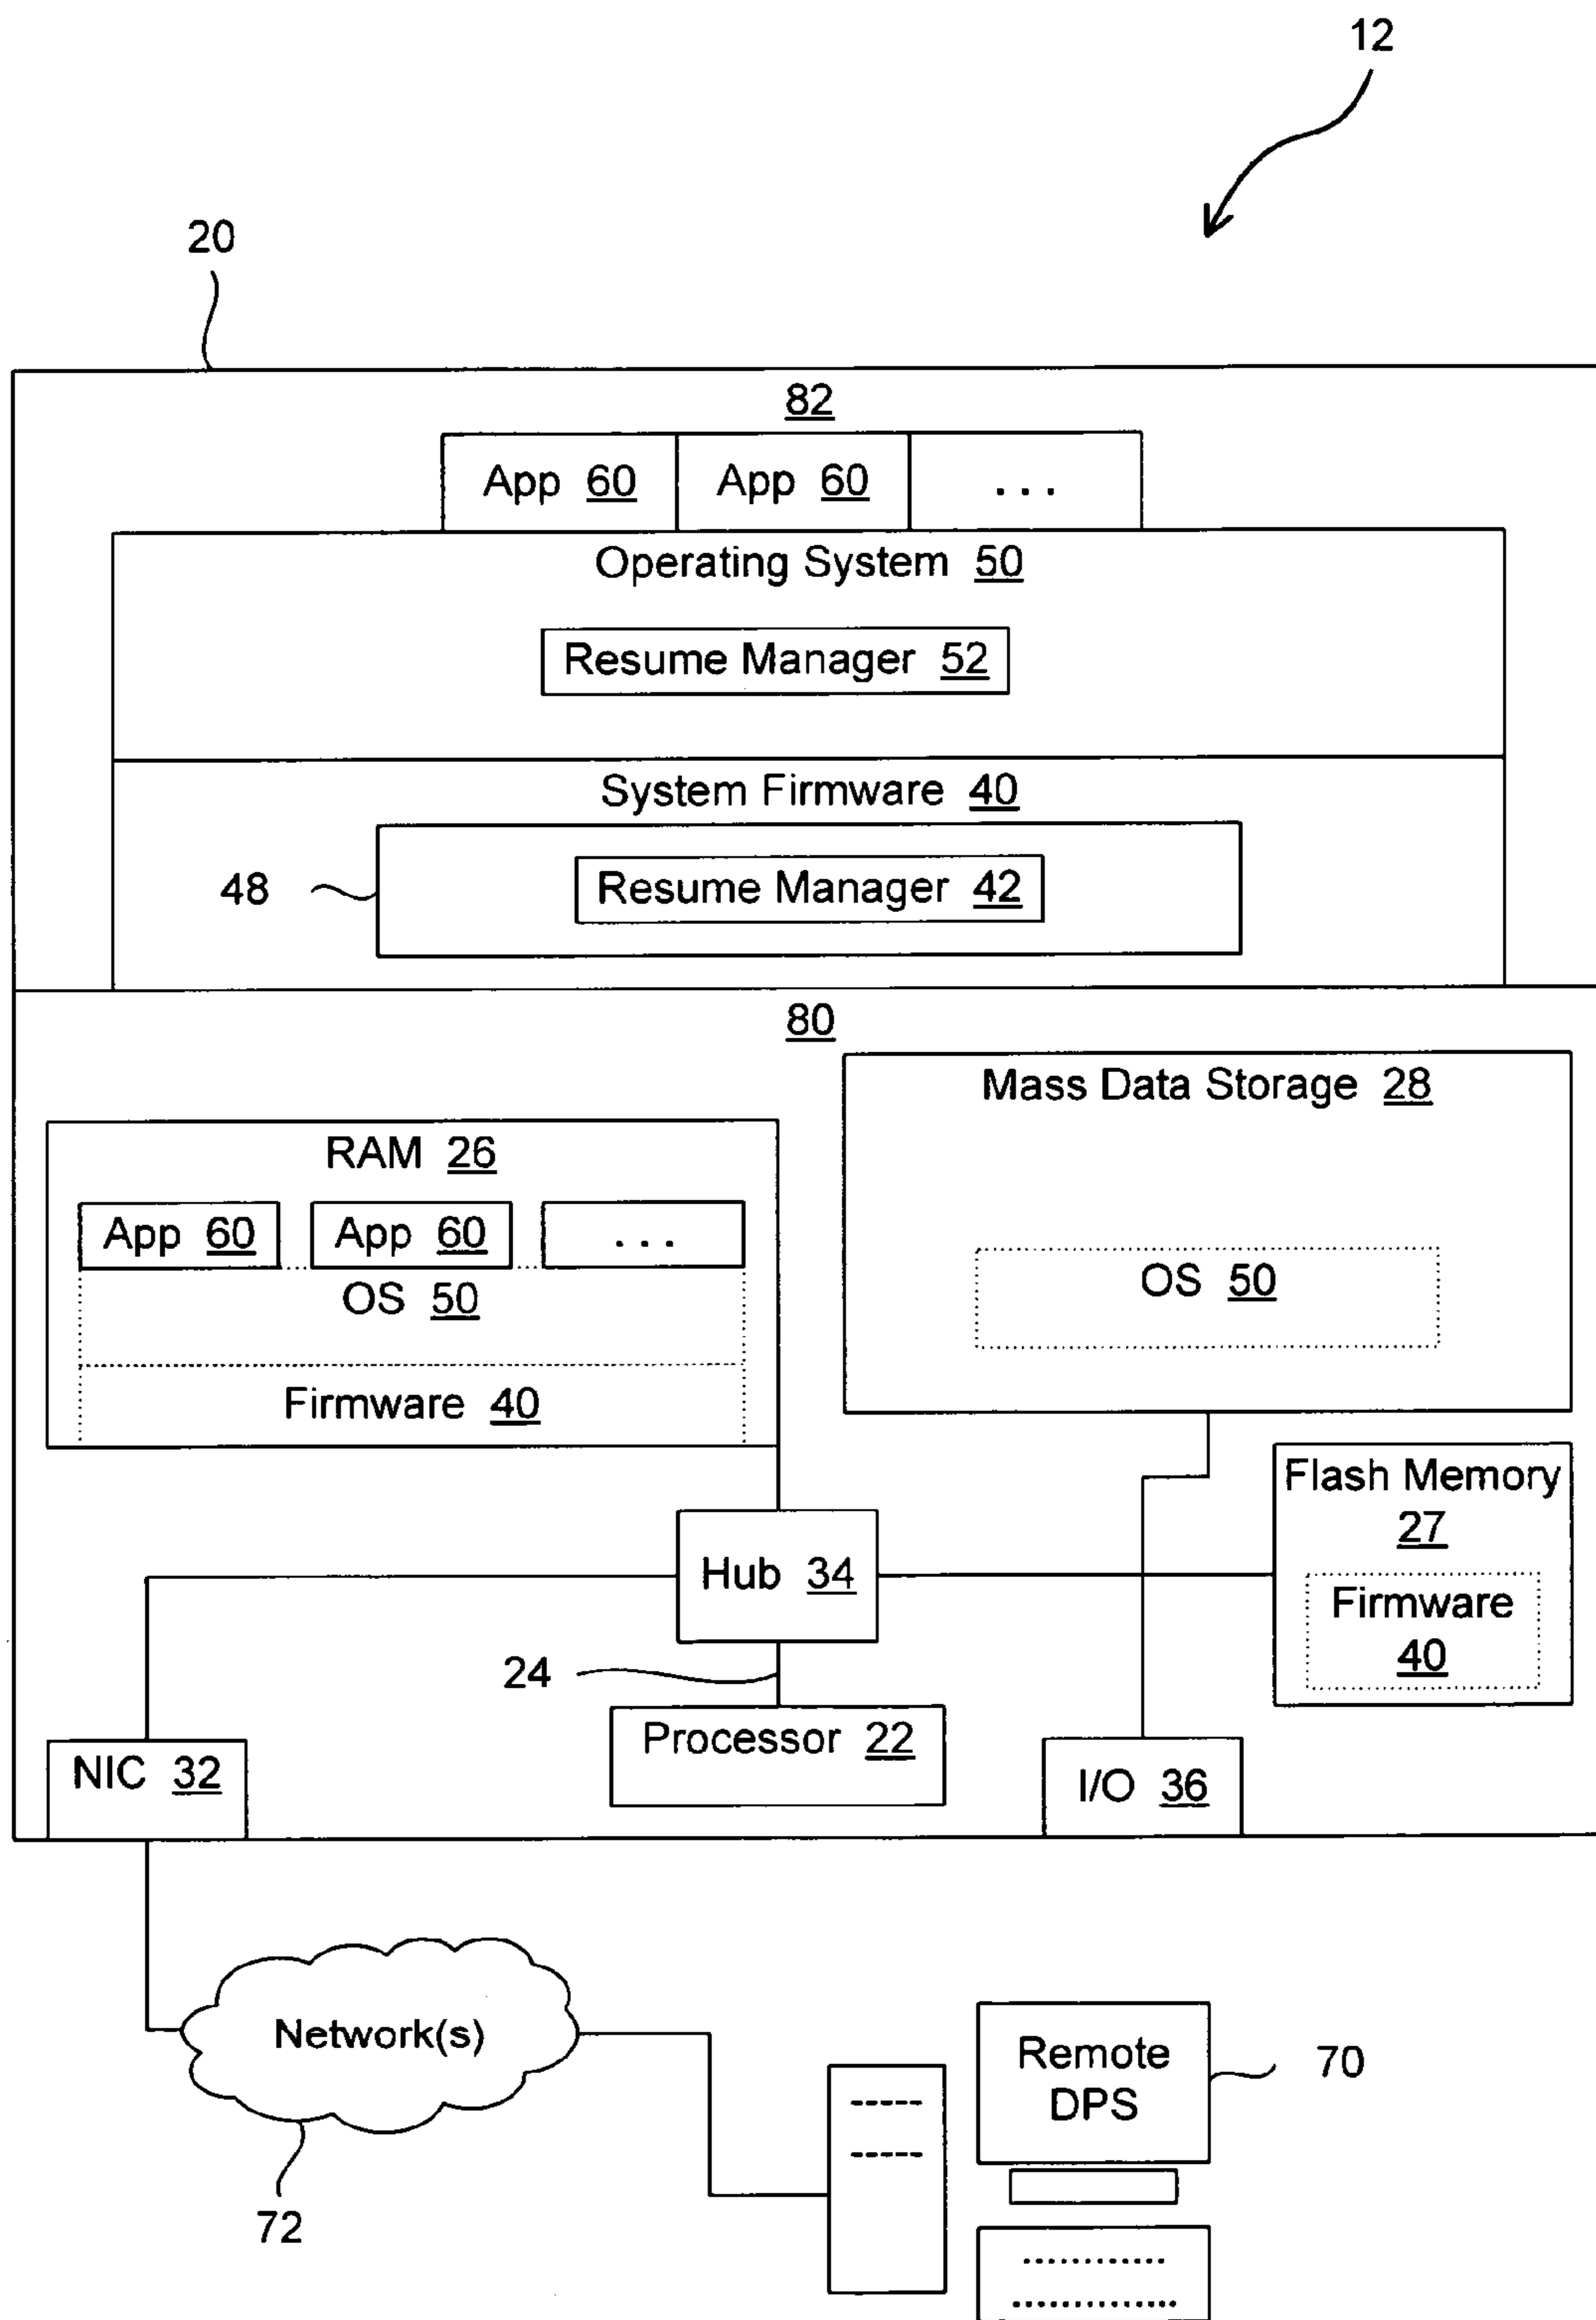 12
20
82
App 60 App 60 ...
Operating System 50
Resume Manager 52
System Firmware 40
48 Resume Manager 42
80
Mass Data Storage 28
RAM 26
App 60 App 60 ...
OS 50
OS 50
Firmware 40
Flash Memory
27
Hub 34
Firmware
40
24
Processor 22
NIC 32
I/O 36
Network(s)
Remote
DPS
70
72